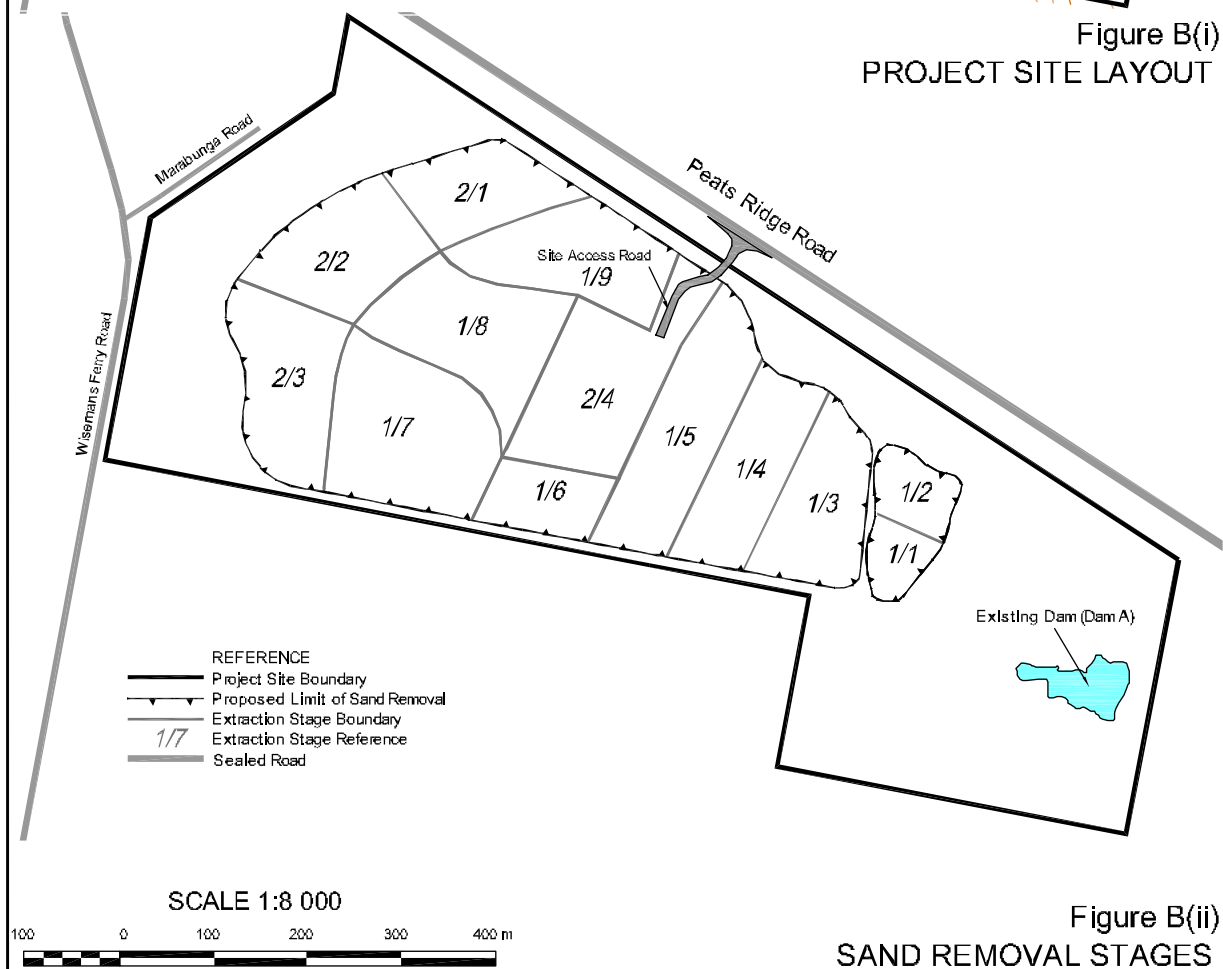 Figure B(i)
PROJECT SITE LAYOUT
Marabunga Road
Peats Ridge Road
2/1
Site Access Road
1/9
2/2
1/8
Wisemans Ferry Road
2/3
2/4
1/7
1/5
1/4
1/6
1/3
1/2
1/1
Existing Dam (Dam A)
REFERENCE
Project Site Boundary
Proposed Limit of Sand Removal
Extraction Stage Boundary
1/7 Extraction Stage Reference
Sealed Road
SCALE 1:8 000
100 0 100 200 300 400 m
Figure B(ii)
SAND REMOVAL STAGES